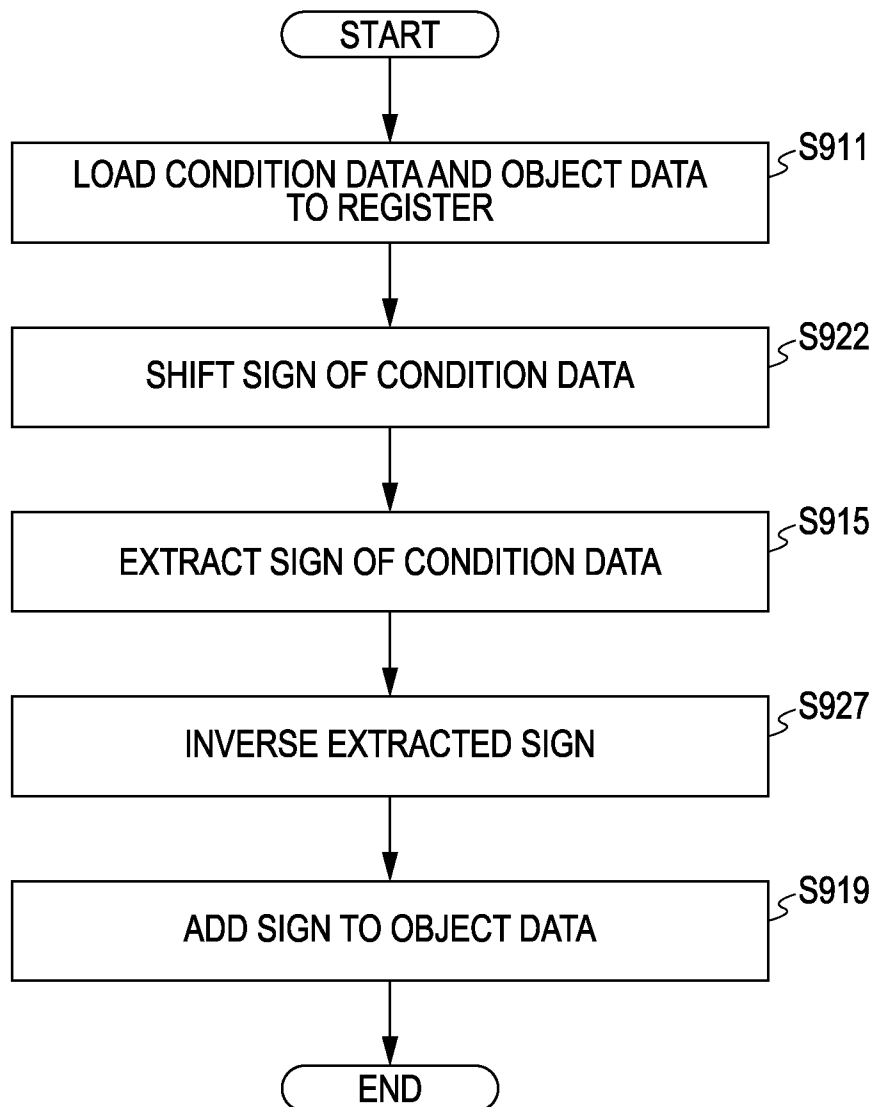 START
S911
LOAD CONDITION DATA AND OBJECT DATA
TO REGISTER
S922
SHIFT SIGN OF CONDITION DATA
S915
EXTRACT SIGN OF CONDITION DATA
S927
INVERSE EXTRACTED SIGN
S919
ADD SIGN TO OBJECT DATA
END